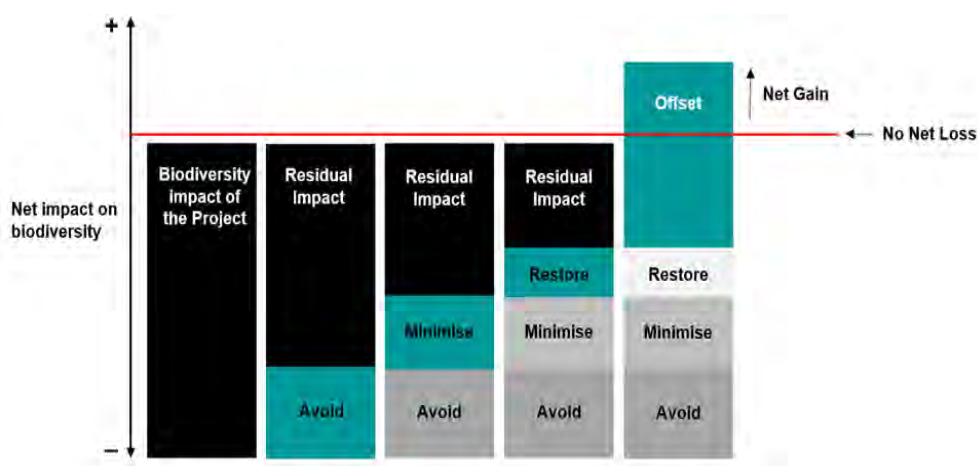 +
Net impact on
biodiversity
−
Biodiversity
impact of
the Project
Residual
Impact
Avoid
Residual
Impact
Minimise
Avoid
Residual
Impact
Restore
Minimise
Avoid
Offset
Restore
Minimise
Avoid
Net Gain
No Net Loss